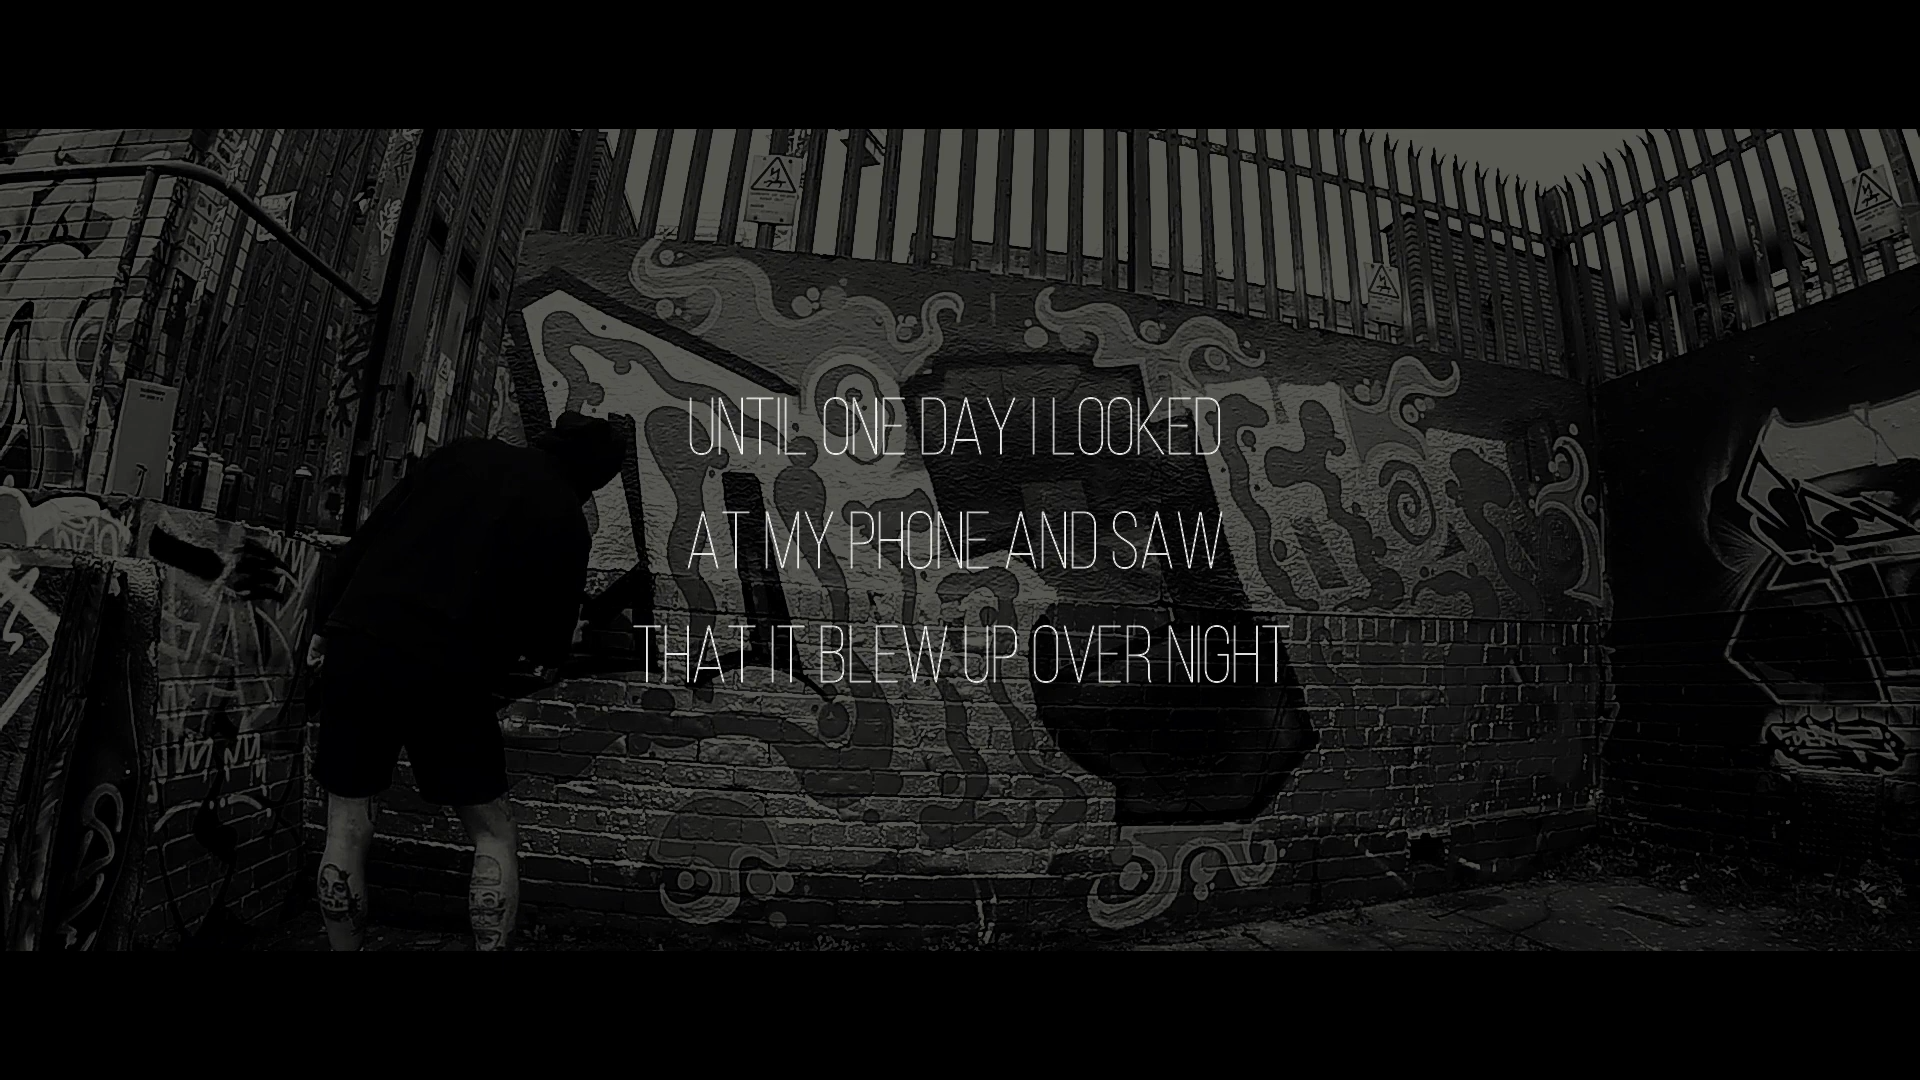 UNTIL ONE DAY I LOOKED
AT MY PHONE AND SAW
THAT IT BLEW UP OVER NIGHT